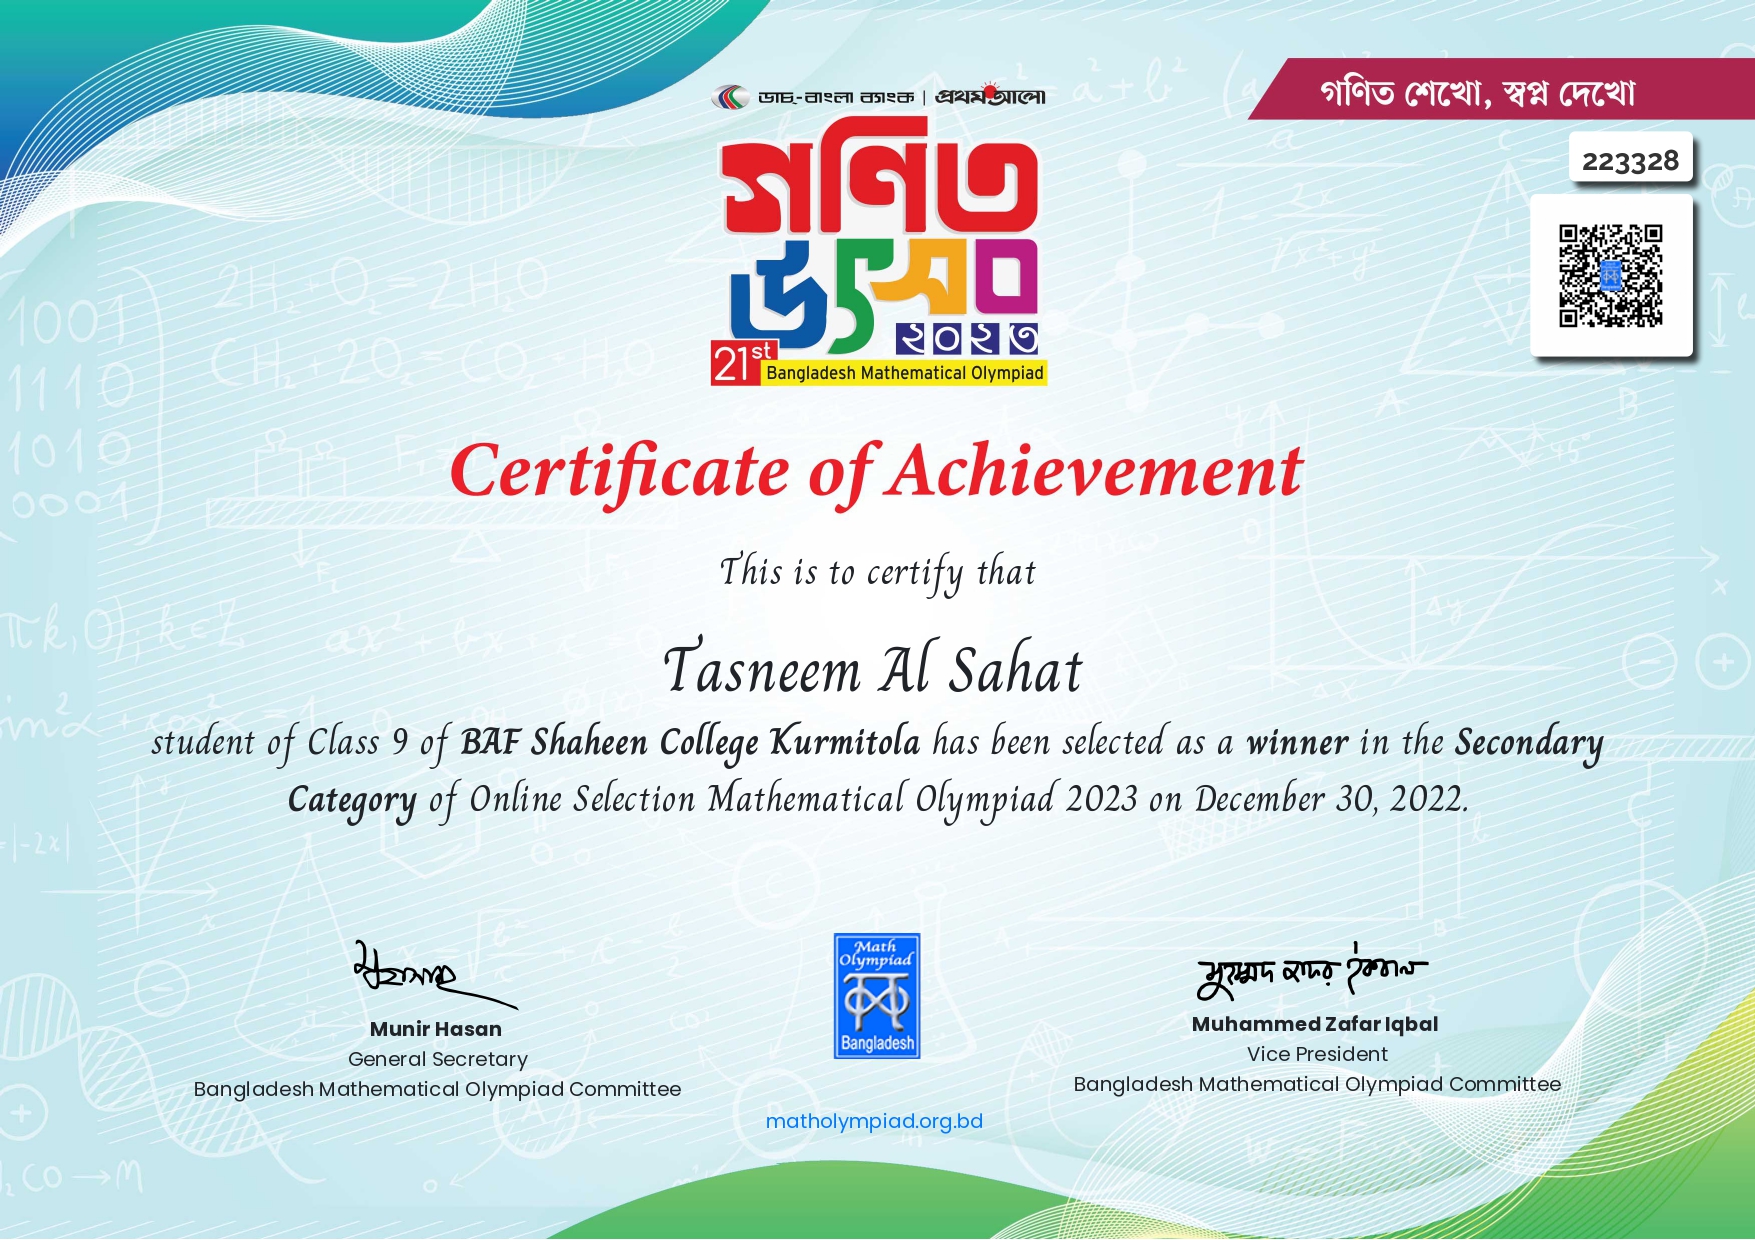 ডাচ্-বাংলা ব্যাংক | প্রথম আলো
গণিত শেখো, স্বপ্ন দেখো
223328
গণিত
উৎসব
২০২৩
21st
Bangladesh Mathematical Olympiad
Certificate of Achievement
This is to certify that
Tasneem Al Sahat
student of Class 9 of BAF Shaheen College Kurmitola has been selected as a winner in the Secondary
Category of Online Selection Mathematical Olympiad 2023 on December 30, 2022.
Munir Hasan
General Secretary
Bangladesh Mathematical Olympiad Committee
Math
Olympiad
Bangladesh
মুহম্মদ জাফর ইকবাল
Muhammed Zafar Iqbal
Vice President
Bangladesh Mathematical Olympiad Committee
matholympiad.org.bd